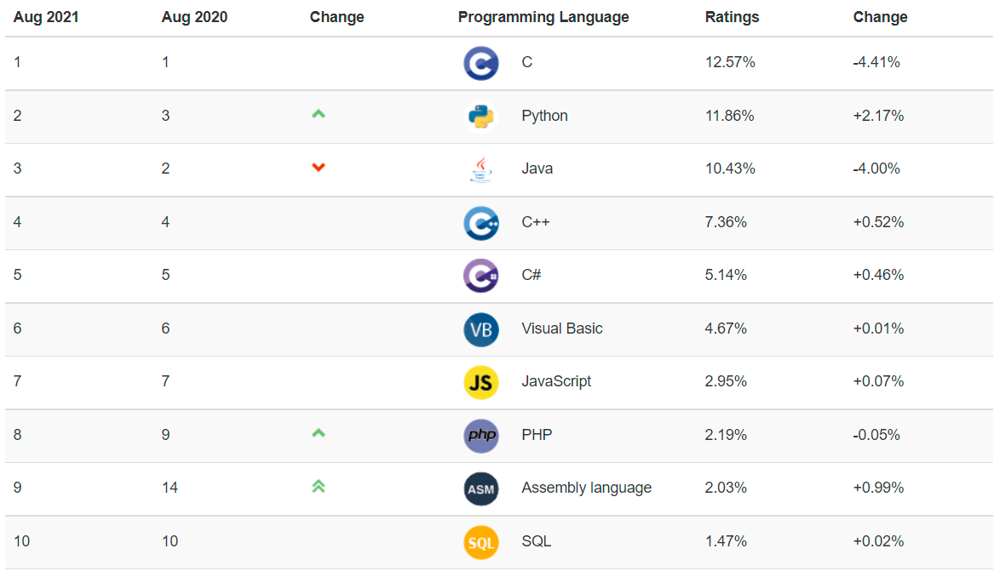 Aug 2021 Aug 2020 Change Programming Language Ratings Change
1 1 C 12.57% -4.41%
2 3 Python 11.86% +2.17%
3 2 Java 10.43% -4.00%
4 4 C++ C++ 7.36% +0.52%
5 5 C# C# 5.14% +0.46%
6 6 VB Visual Basic 4.67% +0.01%
7 7 JS JavaScript 2.95% +0.07%
8 9 php PHP 2.19% -0.05%
9 14 ASM Assembly language 2.03% +0.99%
10 10 SQL SQL 1.47% +0.02%